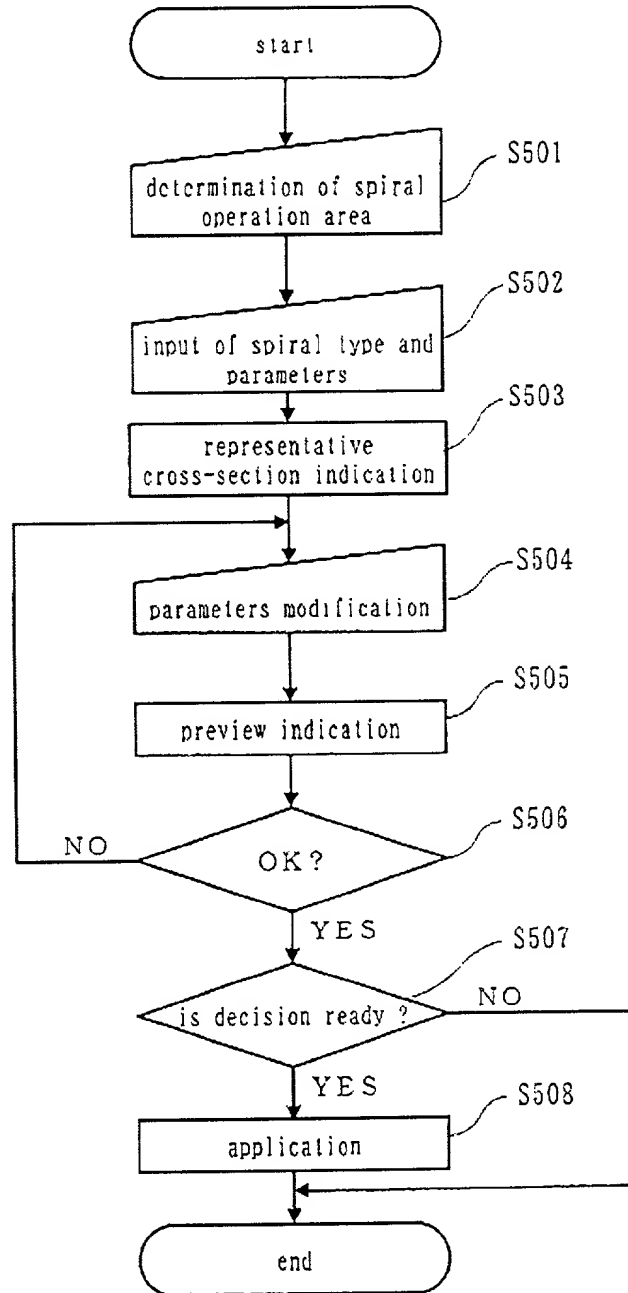 start
S501
determination of spiral
operation area
S502
input of spiral type and
parameters
S503
representative
cross-section indication
S504
parameters modification
S505
preview indication
S506
OK?
NO
YES
S507
is decision ready ?
NO
YES
S508
application
end